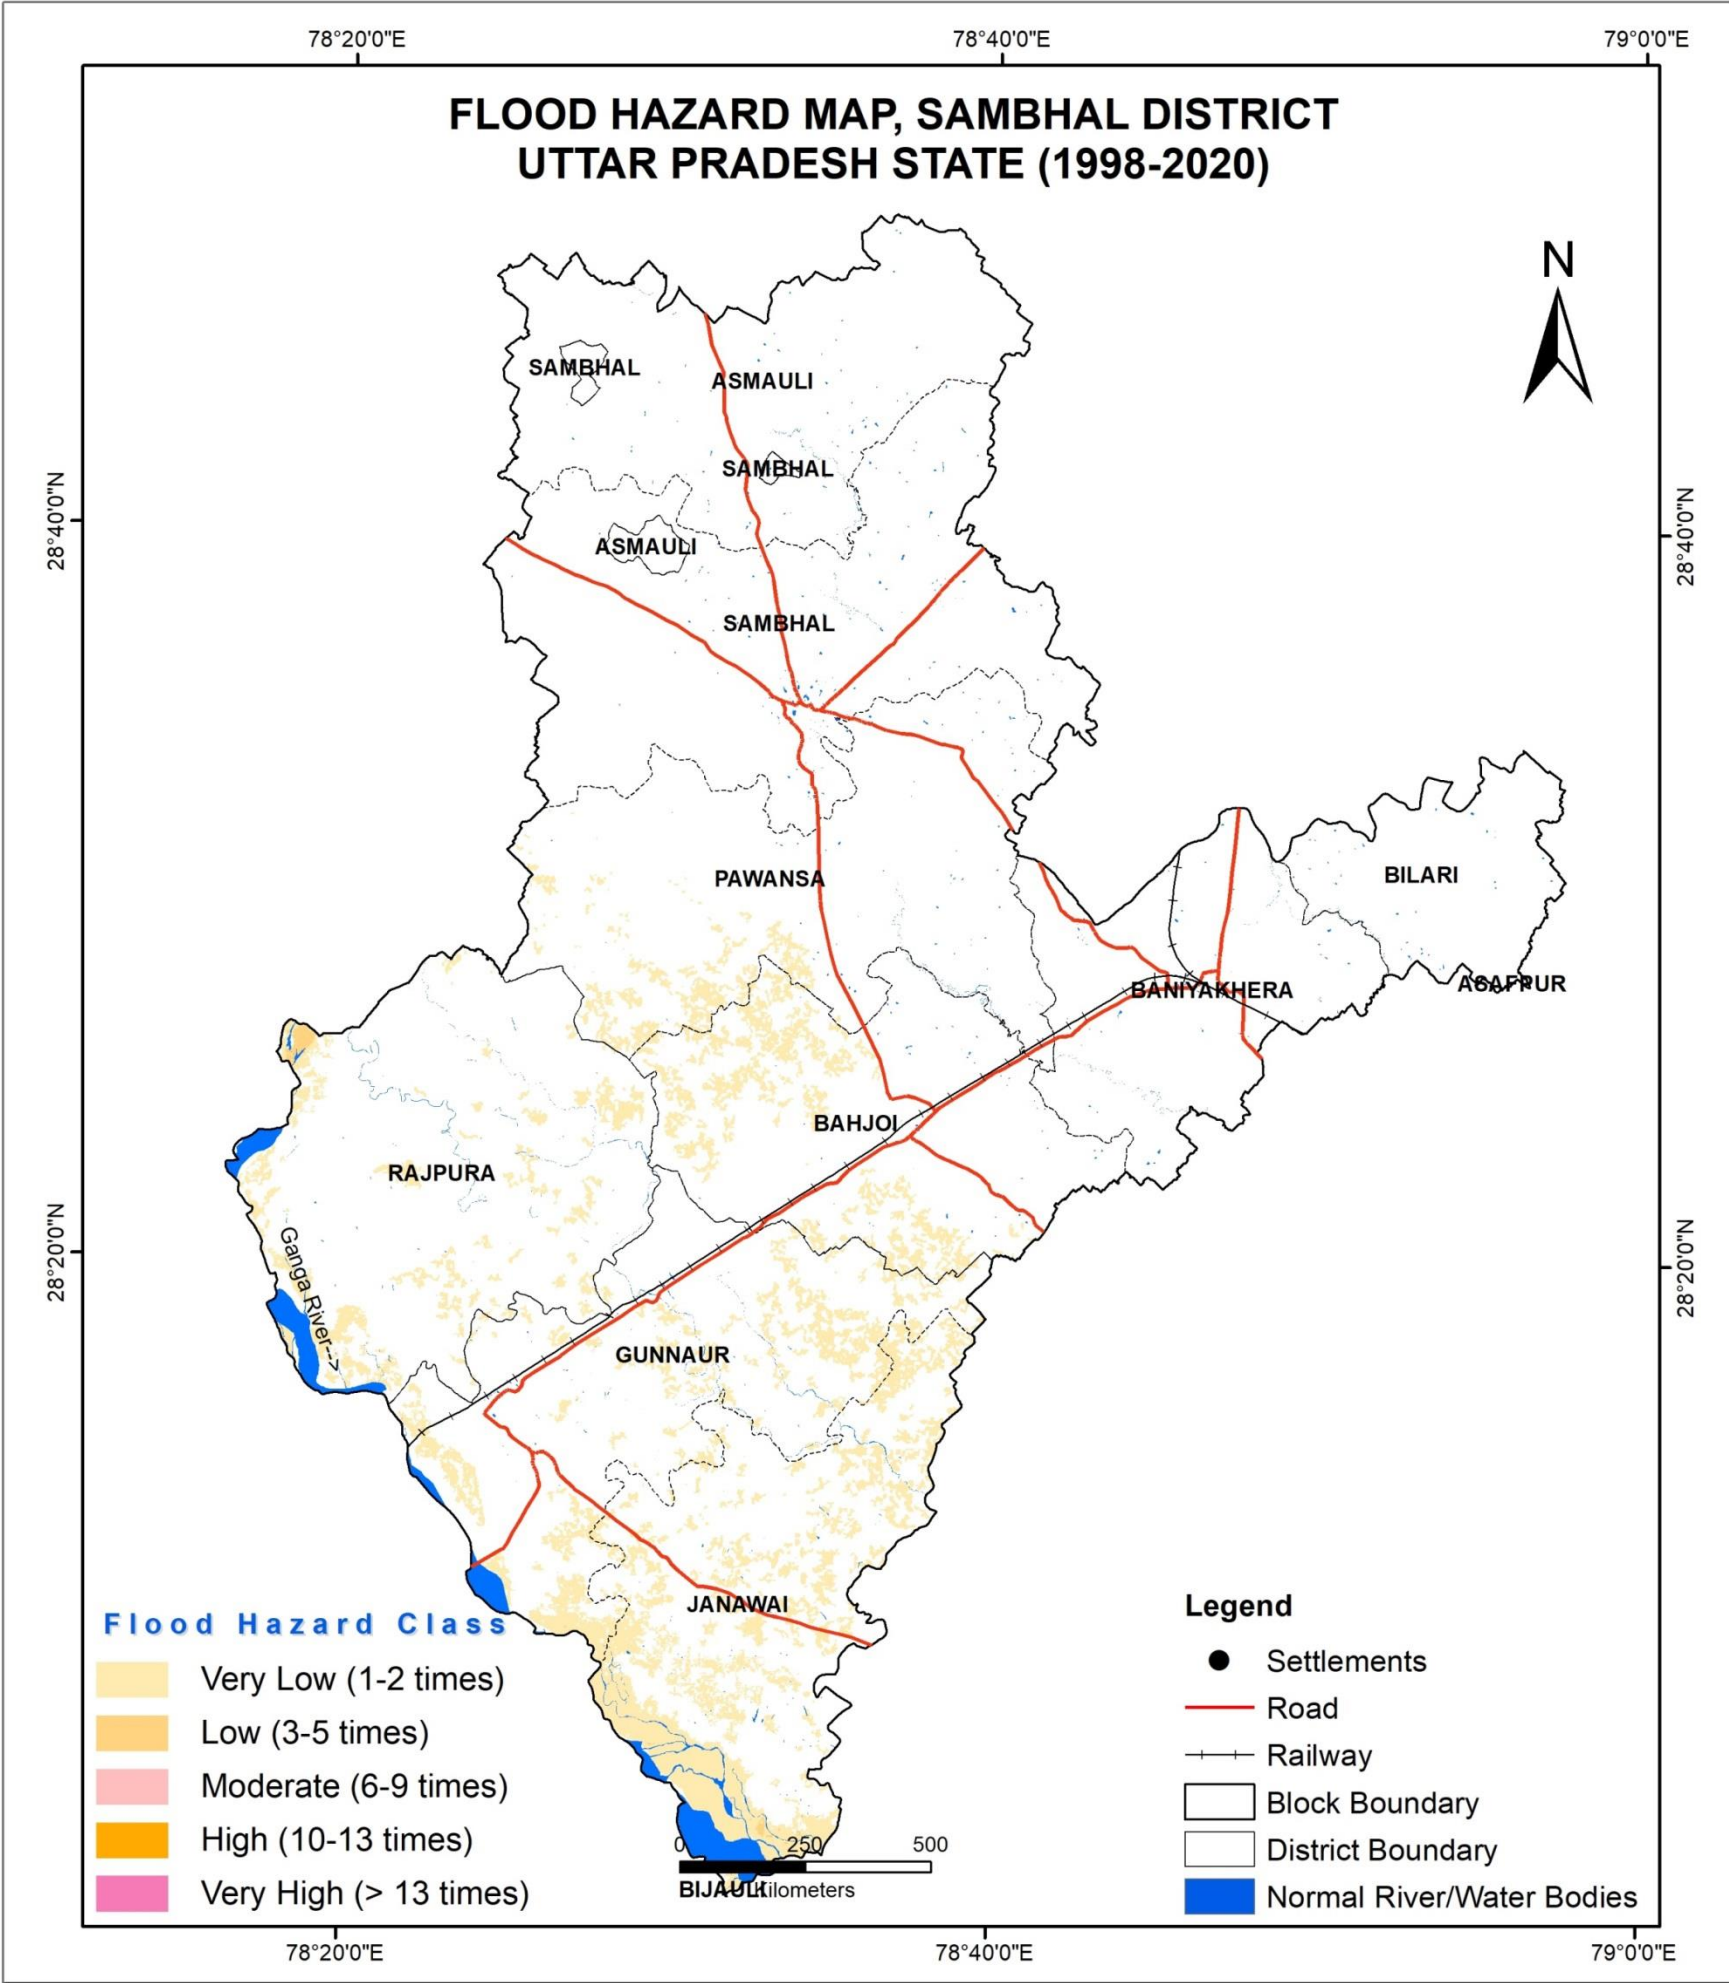 78°20'0"E
78°40'0"E
79°0'0"E
FLOOD HAZARD MAP, SAMBHAL DISTRICT
UTTAR PRADESH STATE (1998-2020)
N
SAMBHAL
ASMAULI
SAMBHAL
28°40'0"N
28°40'0"N
ASMAULI
SAMBHAL
PAWANSA
BILARI
ASAFPUR
BANIYAKHERA
BAHJOI
RAJPURA
28°20'0"N
28°20'0"N
Ganga River--->
GUNNAUR
JANAWAI
Flood Hazard Class
Very Low (1-2 times)
Low (3-5 times)
Moderate (6-9 times)
High (10-13 times)
Very High (> 13 times)
0 250 500
Kilometers
BIJAULI
Legend
Settlements
Road
Railway
Block Boundary
District Boundary
Normal River/Water Bodies
78°20'0"E
78°40'0"E
79°0'0"E